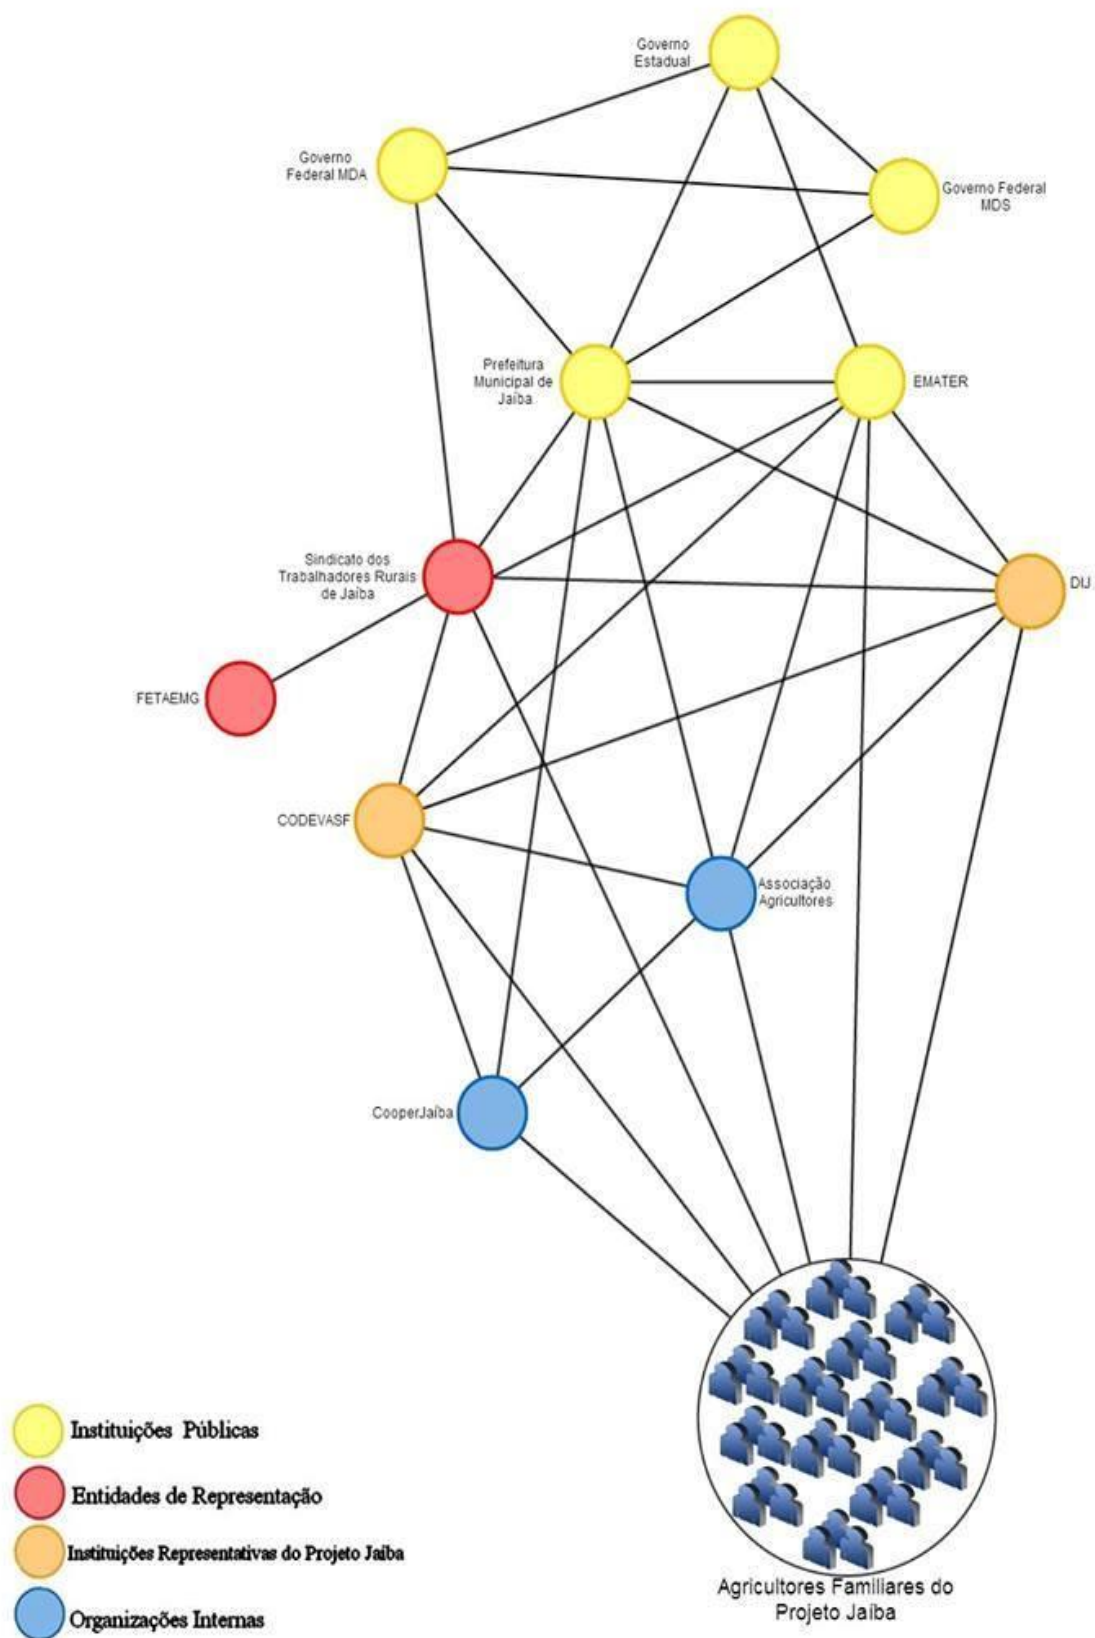 Governo
Estadual
Governo
Federal MDA
Governo Federal
MDS
Prefeitura
Municipal de
Jaíba
EMATER
Sindicato dos
Trabalhadores Rurais
de Jaíba
DIJ
FETAEMG
CODEVASF
Associação
Agricultores
CooperJaíba
Instituições Públicas
Entidades de Representação
Instituições Representativas do Projeto Jaíba
Organizações Internas
Agricultores Familiares do
Projeto Jaíba